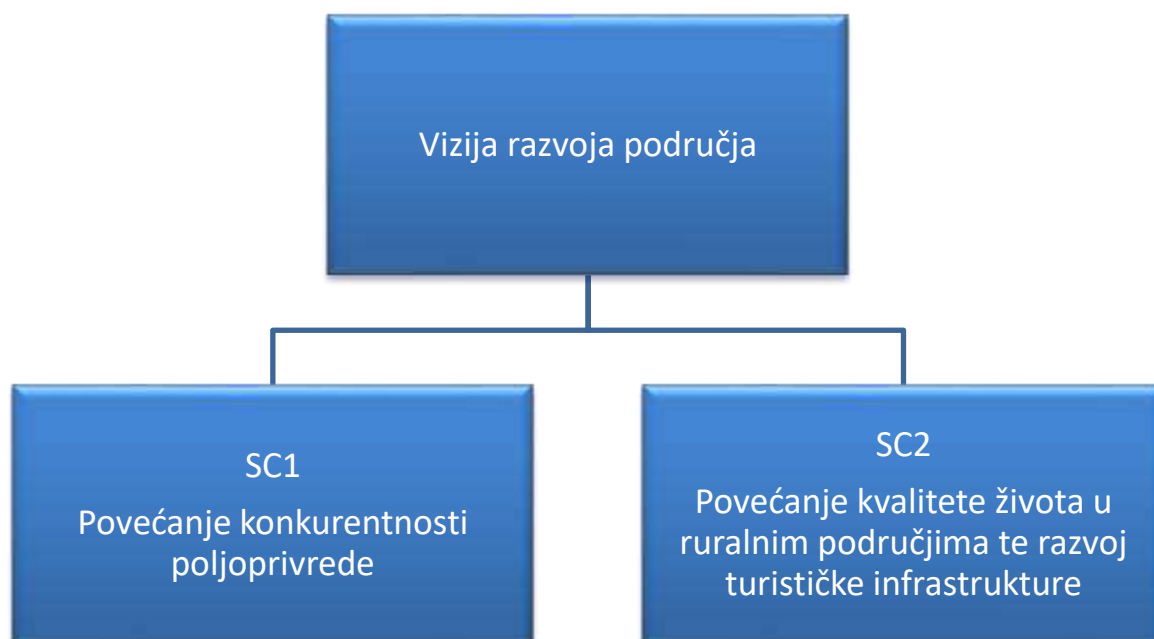 Vizija razvoja područja
SC1
Povećanje konkurentnosti
poljoprivrede
SC2
Povećanje kvalitete života u
ruralnim područjima te razvoj
turističke infrastrukture